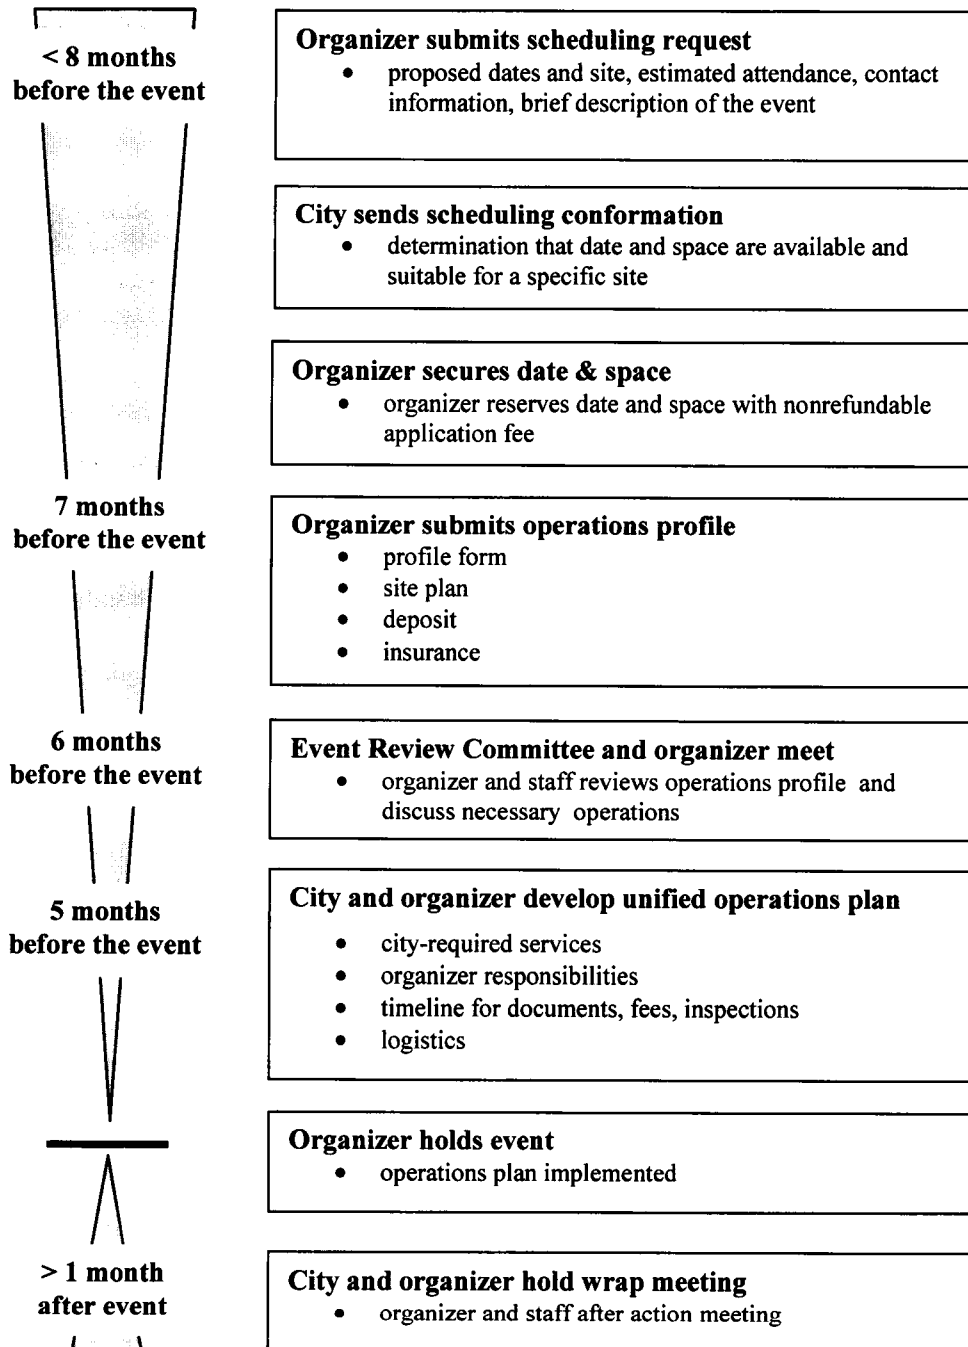 < 8 months
before the event
Organizer submits scheduling request
• proposed dates and site, estimated attendance, contact
information, brief description of the event
City sends scheduling conformation
• determination that date and space are available and
suitable for a specific site
Organizer secures date & space
• organizer reserves date and space with nonrefundable
application fee
7 months
before the event
Organizer submits operations profile
• profile form
• site plan
• deposit
• insurance
6 months
before the event
Event Review Committee and organizer meet
• organizer and staff reviews operations profile and
discuss necessary operations
5 months
before the event
City and organizer develop unified operations plan
• city-required services
• organizer responsibilities
• timeline for documents, fees, inspections
• logistics
Organizer holds event
• operations plan implemented
> 1 month
after event
City and organizer hold wrap meeting
• organizer and staff after action meeting